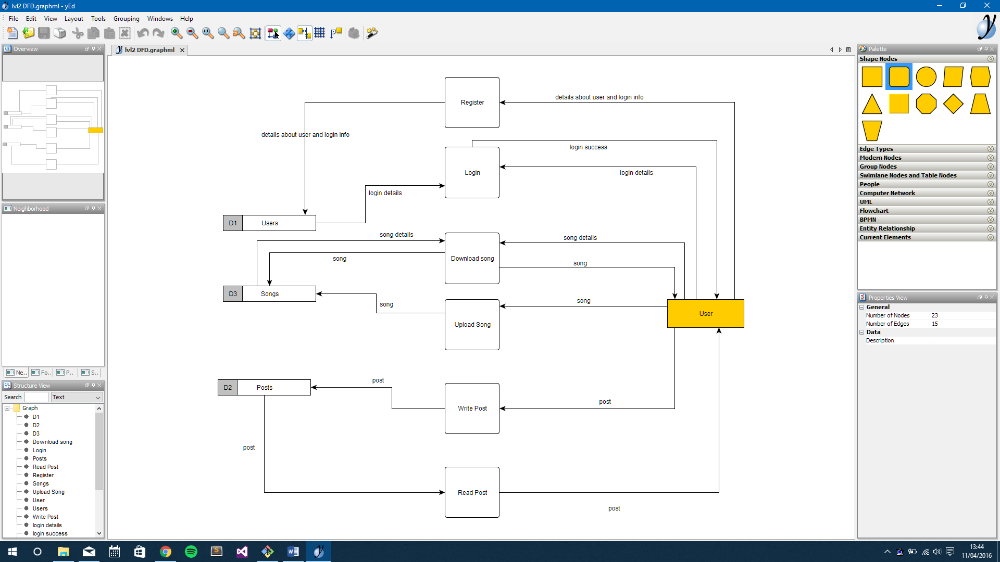 lvl2 DFD.graphml - yEd
File Edit View Layout Tools Grouping Windows Help
1:1
Overview
lvl2 DFD.graphml
Palette
Shape Nodes
Edge Types
Modern Nodes
Group Nodes
Swimlane Nodes and Table Nodes
People
Computer Network
UML
Flowchart
BPMN
Entity Relationship
Current Elements
Neighborhood
Ne.. Fo.. P.. S..
Structure View
Search Text
Graph
D1
D2
D3
Download song
Login
Posts
Read Post
Register
Songs
Upload Song
User
Users
Write Post
login details
login success
Register
details about user and login info
details about user and login info
login success
Login
login details
login details
D1 Users
song details
song details
Download song
song
song
D3 Songs
song
song
Upload Song
User
D2 Posts
post
post
Write Post
post
Read Post
post
Properties View
General
Number of Nodes 23
Number of Edges 15
Data
Description
13:44
11/04/2016